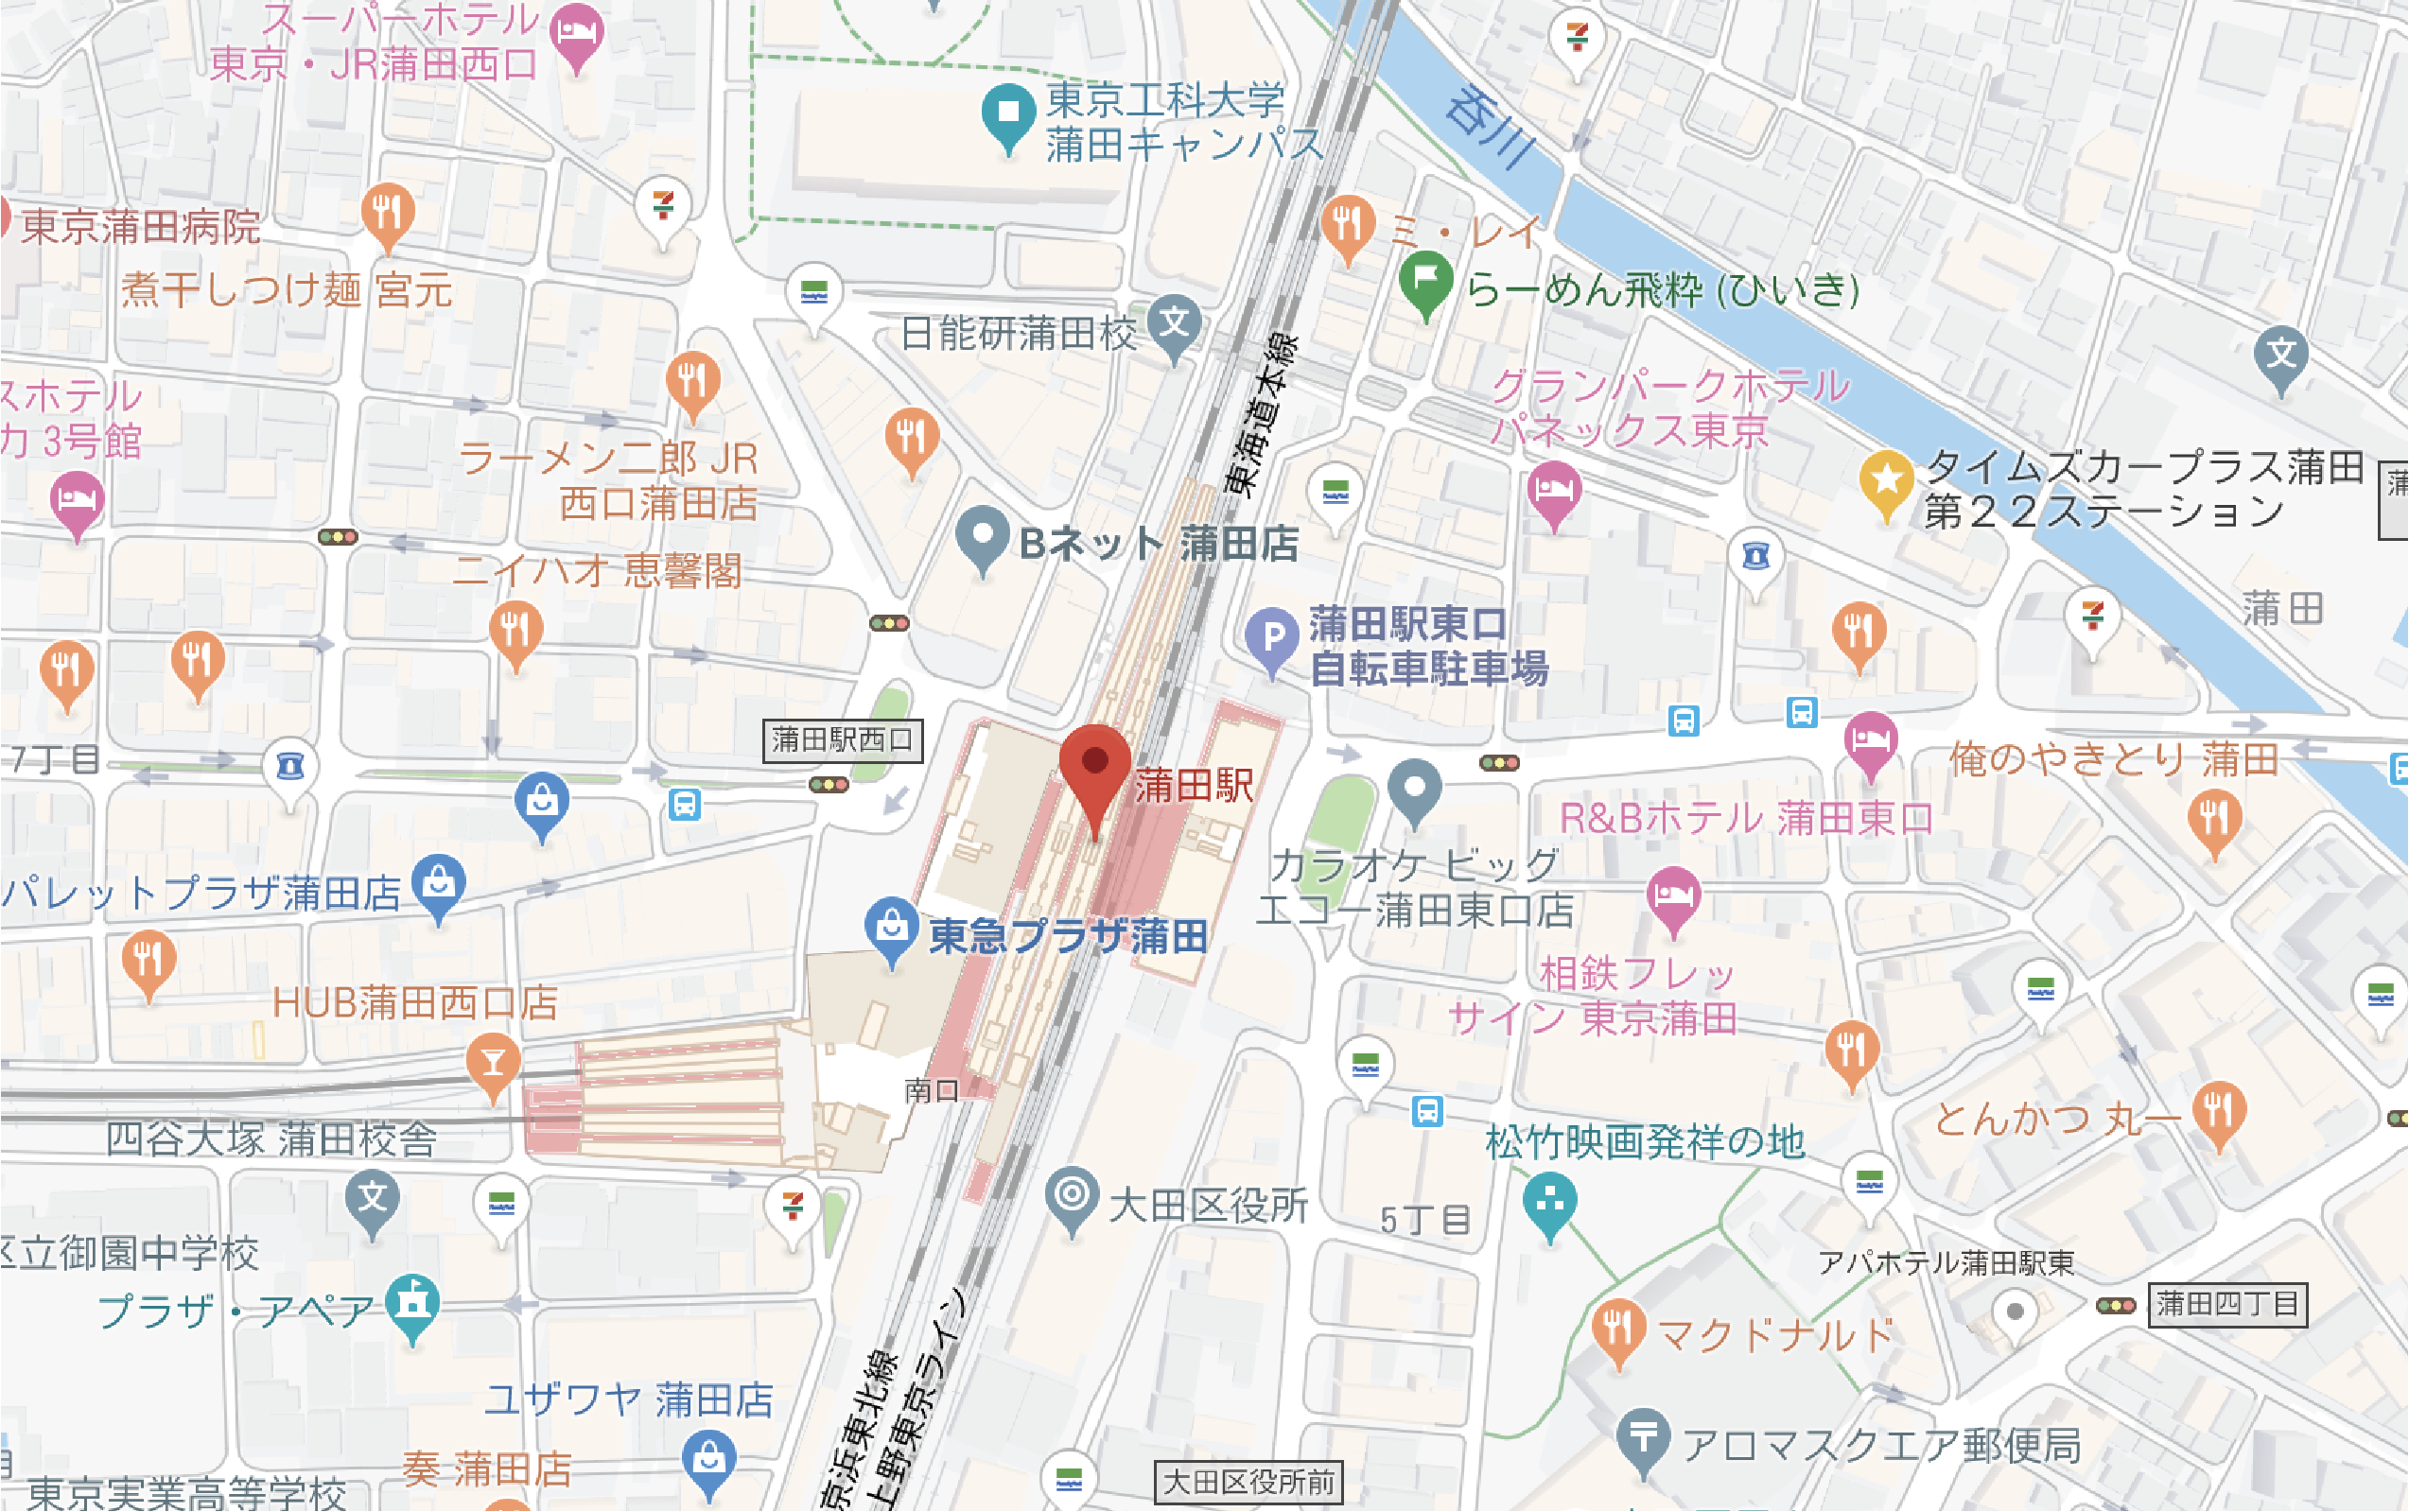 スーパーホテル
東京・JR蒲田西口
東京工科大学
蒲田キャンパス
呑川
東京蒲田病院
ミ・レイ
煮干しつけ麺 宮元
らーめん飛粋 (ひいき)
日能研蒲田校
東海道本線
スホテル
力 3号館
グランパークホテル
パネックス東京
ラーメン二郎 JR
西口蒲田店
タイムズカープラス蒲田
第２２ステーション
蒲
Bネット 蒲田店
ニイハオ 恵馨閣
蒲田
P
蒲田駅東口
自転車駐車場
7丁目
蒲田駅西口
蒲田駅
俺のやきとり 蒲田
R&Bホテル 蒲田東口
パレットプラザ蒲田店
カラオケ ビッグ
エコー蒲田東口店
東急プラザ蒲田
相鉄フレッ
サイン 東京蒲田
HUB蒲田西口店
南口
四谷大塚 蒲田校舎
松竹映画発祥の地
とんかつ 丸一
大田区役所
5丁目
区立御園中学校
アパホテル蒲田駅東
プラザ・アペア
蒲田四丁目
マクドナルド
ユザワヤ 蒲田店
京浜東北線
上野東京ライン
アロマスクエア郵便局
奏 蒲田店
大田区役所前
東京実業高等学校
文
文
文
7
7
7
7
FamilyMart
FamilyMart
FamilyMart
FamilyMart
FamilyMart
FamilyMart
FamilyMart
FamilyMart